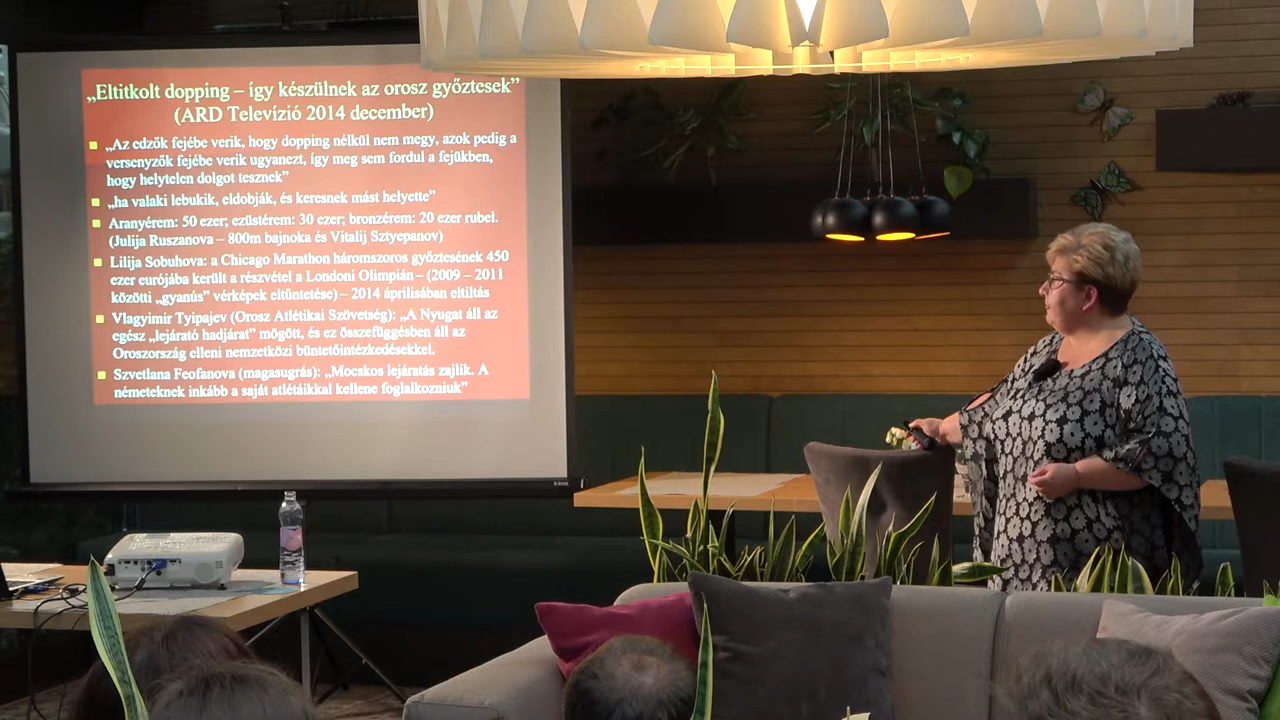 „Eltitkolt dopping – így készülnek az orosz győztesek”
(ARD Televízió 2014 december)
„Az edzők fejébe verik, hogy dopping nélkül nem megy, azok pedig a
versenyzők fejébe verik ugyanezt, így meg sem fordul a fejükben,
hogy helytelen dolgot tesznek”
„ha valaki lebukik, eldobják, és keresnek mást helyette”
Aranyérem: 50 ezer; ezüstérem: 30 ezer; bronzérem: 20 ezer rubel.
(Julija Ruszanova – 800m bajnoka és Vitalij Sztyepanov)
Lilija Sobuhova: a Chicago Marathon háromszoros győztesének 450
ezer eurójába került a részvétel a Londoni Olimpián – (2009 – 2011
közötti „gyanús” vérképek eltüntetése) – 2014 áprilisában eltiltás
Vlagyimir Tyipajev (Orosz Atlétikai Szövetség): „A Nyugat áll az
egész „lejárató hadjárat” mögött, és ez összefüggésben áll az
Oroszország elleni nemzetközi büntetőintézkedésekkel.
Szvetlana Feofanova (magasugrás): „Mocskos lejáratás zajlik. A
németeknek inkább a saját atlétáikkal kellene foglalkozniuk”